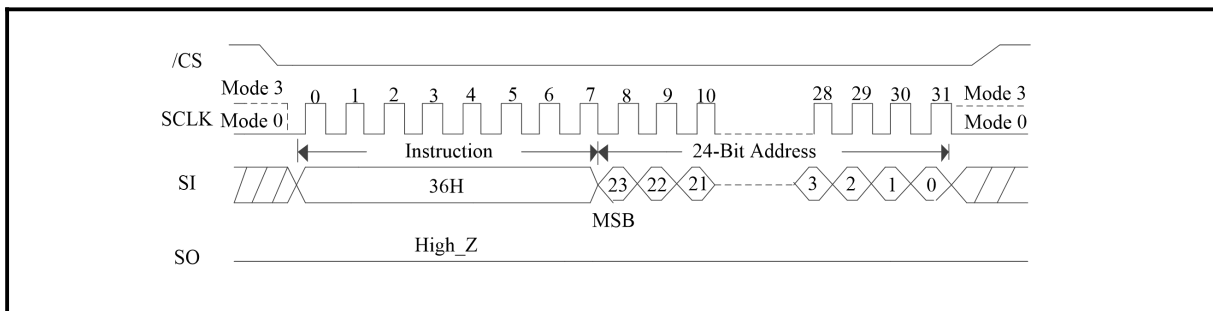 /CS
Mode 3
0 1 2 3 4 5 6 7 8 9 10 28 29 30 31
Mode 3
SCLK
Mode 0
Mode 0
Instruction
24-Bit Address
SI
36H
23 22 21 3 2 1 0
MSB
High_Z
SO